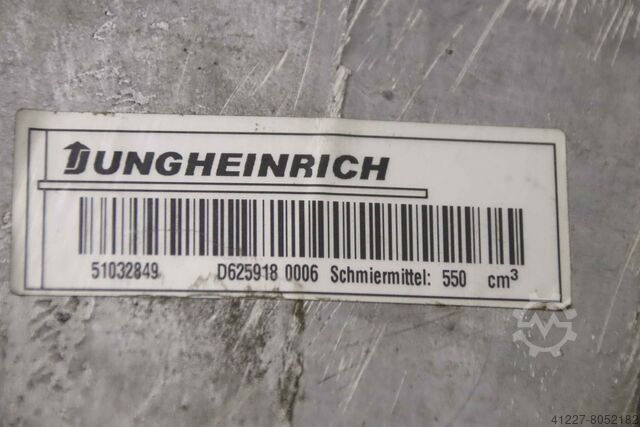 JUNGHEINRICH
51032849 D625918 0006 Schmiermittel: 550 cm³
41227-8052182